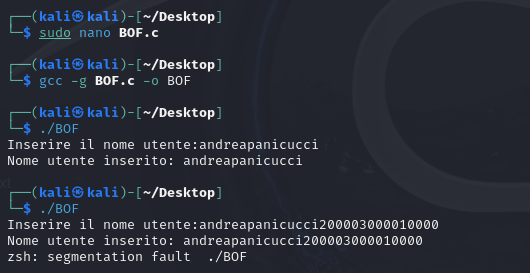 ┌──(kali㉿kali)-[~/Desktop]
└─$ sudo nano BOF.c
┌──(kali㉿kali)-[~/Desktop]
└─$ gcc -g BOF.c -o BOF
┌──(kali㉿kali)-[~/Desktop]
└─$ ./BOF
Inserire il nome utente:andreapanicucci
Nome utente inserito: andreapanicucci
┌──(kali㉿kali)-[~/Desktop]
└─$ ./BOF
Inserire il nome utente:andreapanicucci200003000010000
Nome utente inserito: andreapanicucci200003000010000
zsh: segmentation fault  ./BOF